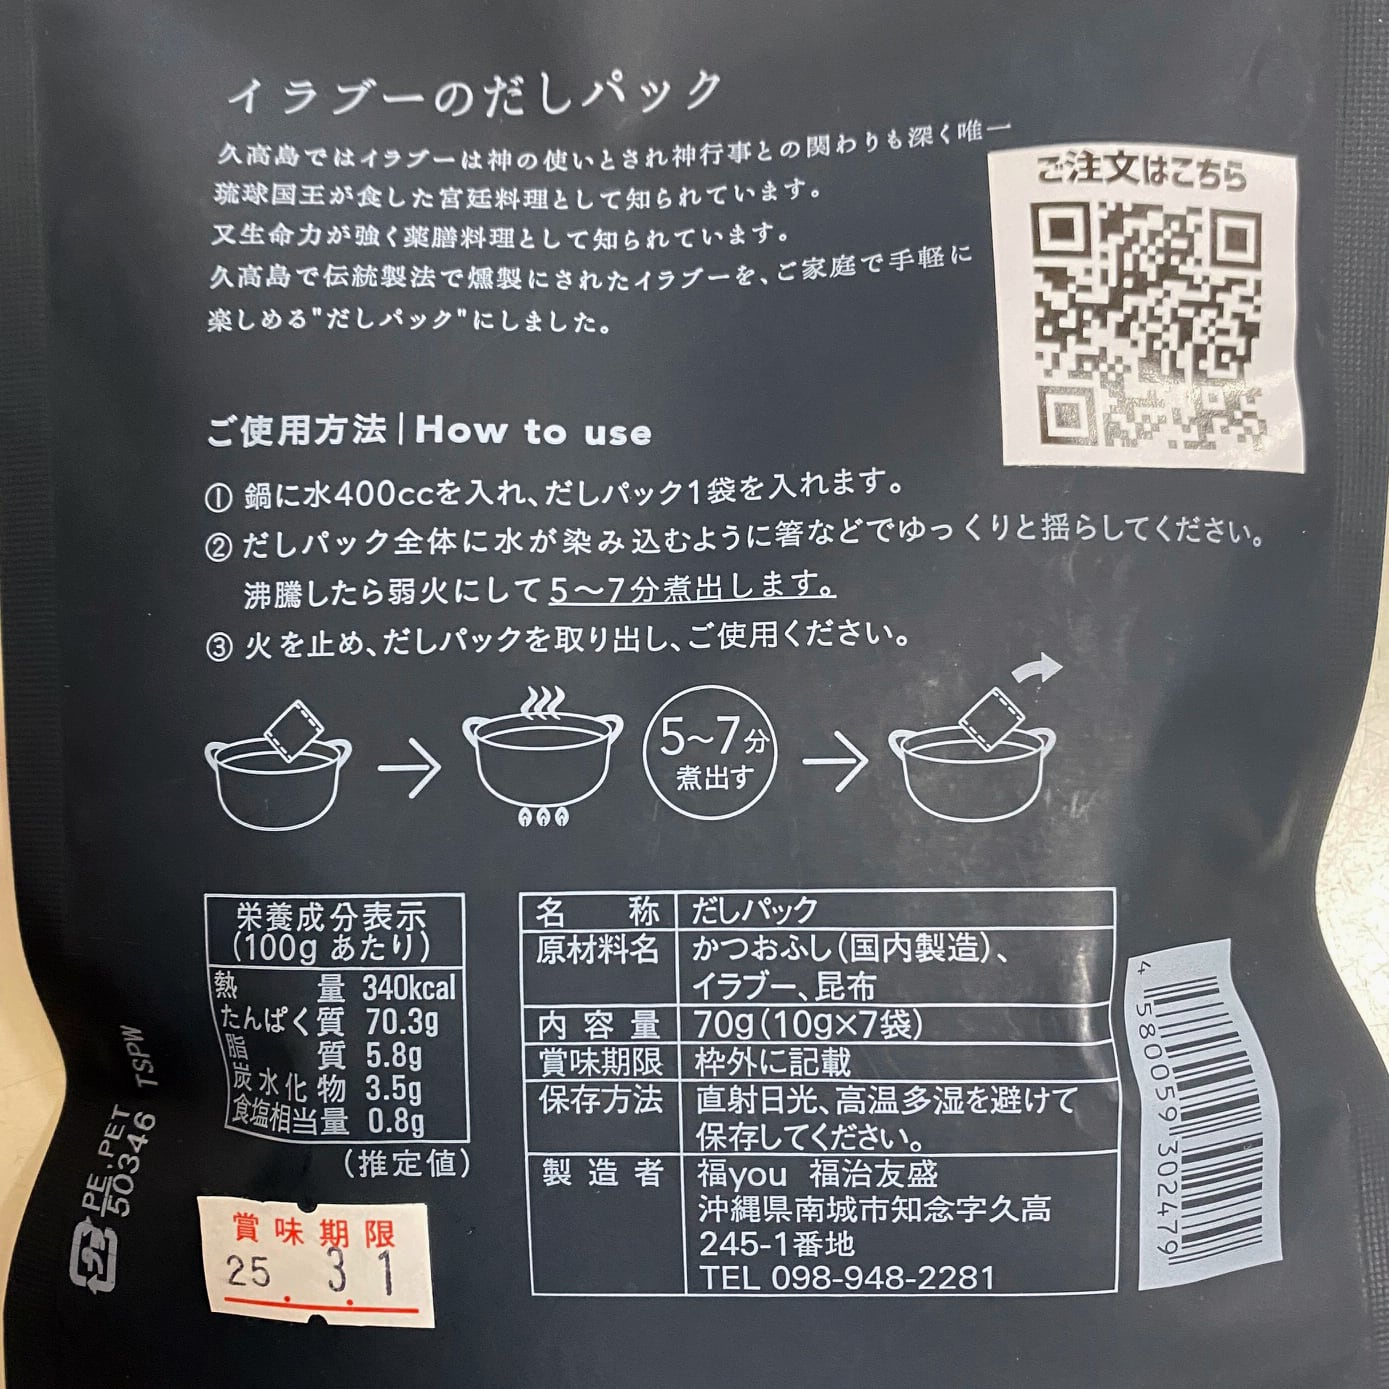 イラブーのだしパック
久高島ではイラブーは神の使いとされ神行事との関わりも深く唯一
琉球国王が食した宮廷料理として知られています。
又生命力が強く薬膳料理として知られています。
久高島で伝統製法で燻製にされたイラブーを、ご家庭で手軽に
楽しめる"だしパック"にしました。
ご注文はこちら
ご使用方法|How to use
① 鍋に水400ccを入れ、だしパック1袋を入れます。
② だしパック全体に水が染み込むように箸などでゆっくりと揺らしてください。
沸騰したら弱火にして5〜7分煮出します。
③ 火を止め、だしパックを取り出し、ご使用ください。
5〜7分
煮出す
栄養成分表示
(100gあたり)
熱量 340kcal
たんぱく質 70.3g
脂質 5.8g
炭水化物 3.5g
食塩相当量 0.8g
(推定値)
名称 だしパック
原材料名 かつおふし(国内製造)、
イラブー、昆布
内容量 70g(10g×7袋)
賞味期限 枠外に記載
保存方法 直射日光、高温多湿を避けて
保存してください。
製造者 福you 福治友盛
沖縄県南城市知念字久高
245-1番地
TEL 098-948-2281
4 580059 302479
PE.PET
50346 TSPW
プラ
賞味期限
25. 3.1